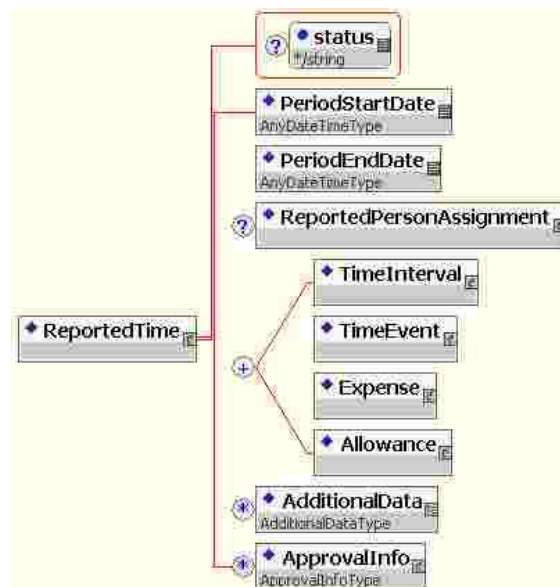 status
*/string
PeriodStartDate
AnyDateTimeType
PeriodEndDate
AnyDateTimeType
? ReportedPersonAssignment
TimeInterval
ReportedTime
TimeEvent
+
Expense
Allowance
* AdditionalData
AdditionalDataType
* ApprovalInfo
ApprovalInfoType